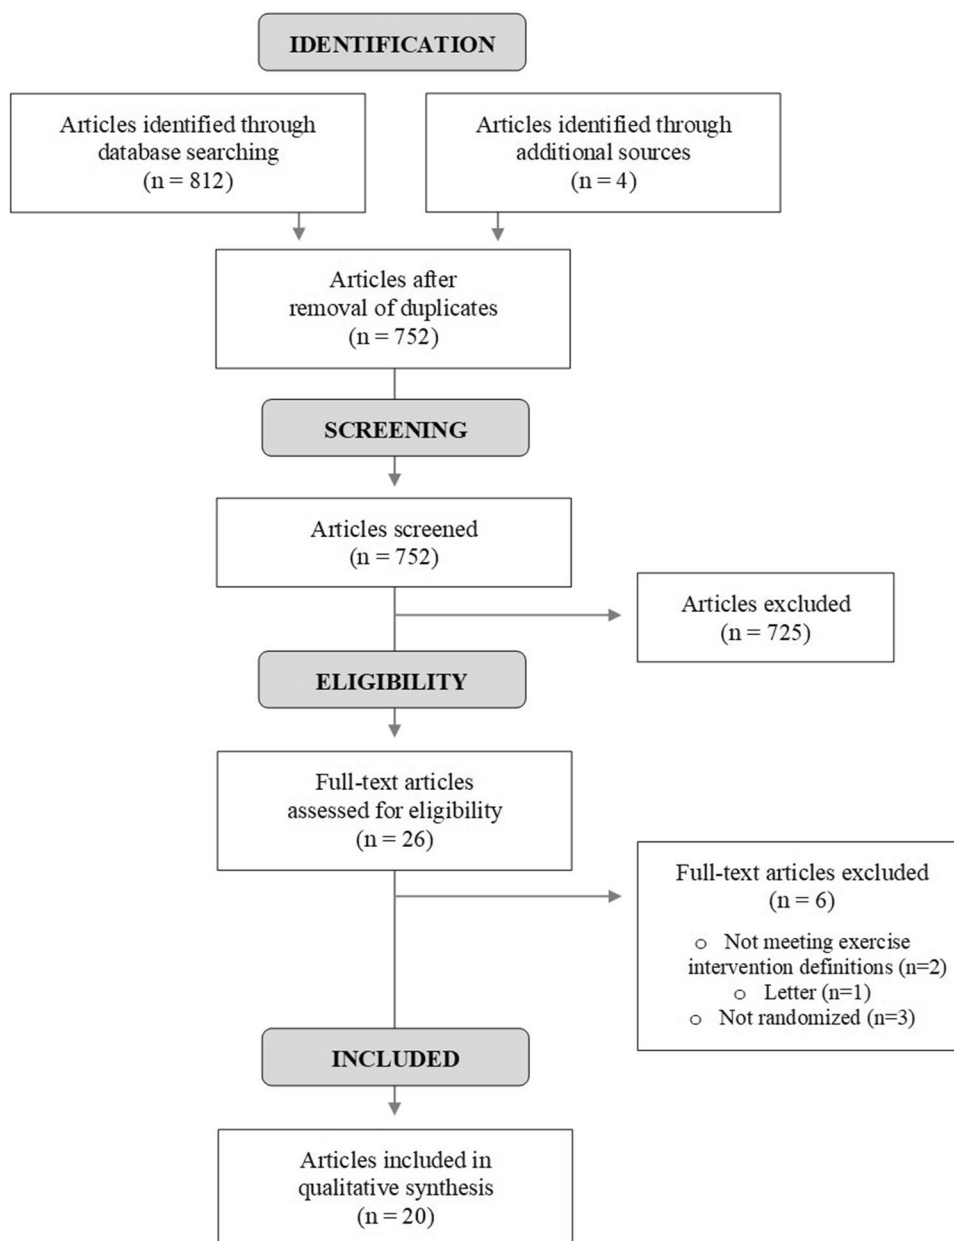 IDENTIFICATION
Articles identified through
database searching
(n = 812)
Articles identified through
additional sources
(n = 4)
Articles after
removal of duplicates
(n = 752)
SCREENING
Articles screened
(n = 752)
Articles excluded
(n = 725)
ELIGIBILITY
Full-text articles
assessed for eligibility
(n = 26)
Full-text articles excluded
(n = 6)
o Not meeting exercise
intervention definitions (n=2)
o Letter (n=1)
o Not randomized (n=3)
INCLUDED
Articles included in
qualitative synthesis
(n = 20)